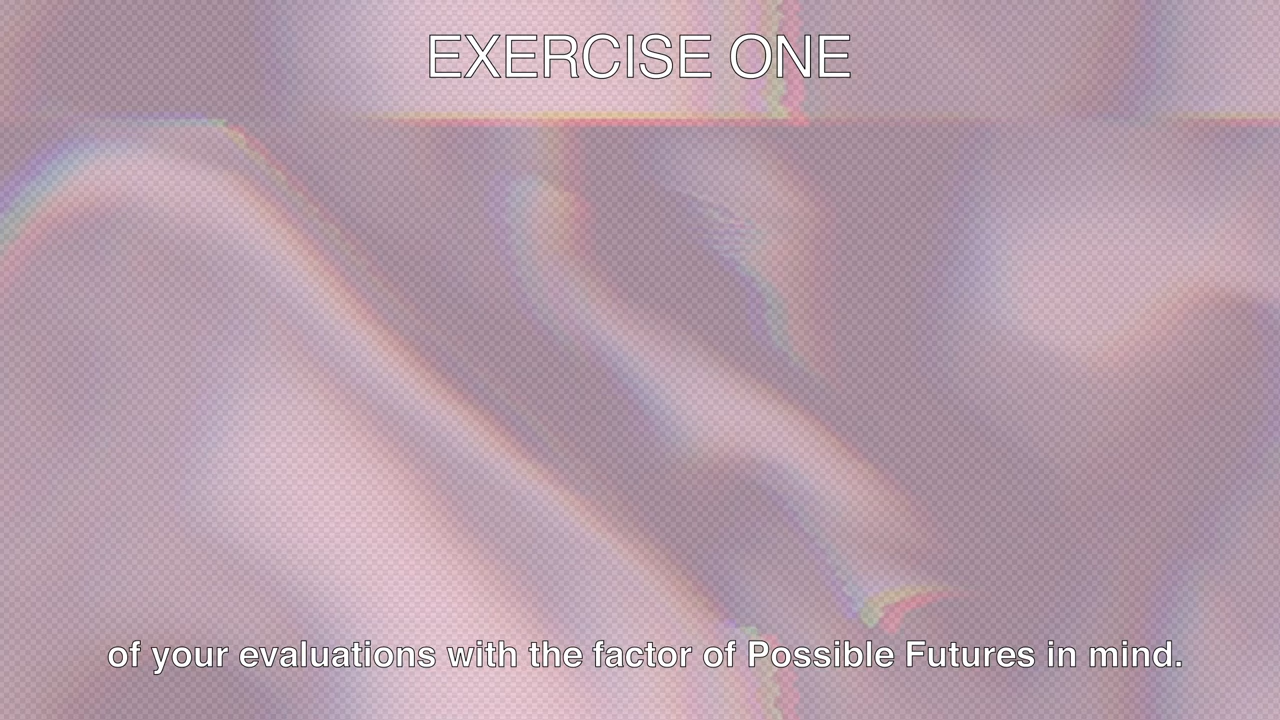 EXERCISE ONE
of your evaluations with the factor of Possible Futures in mind.